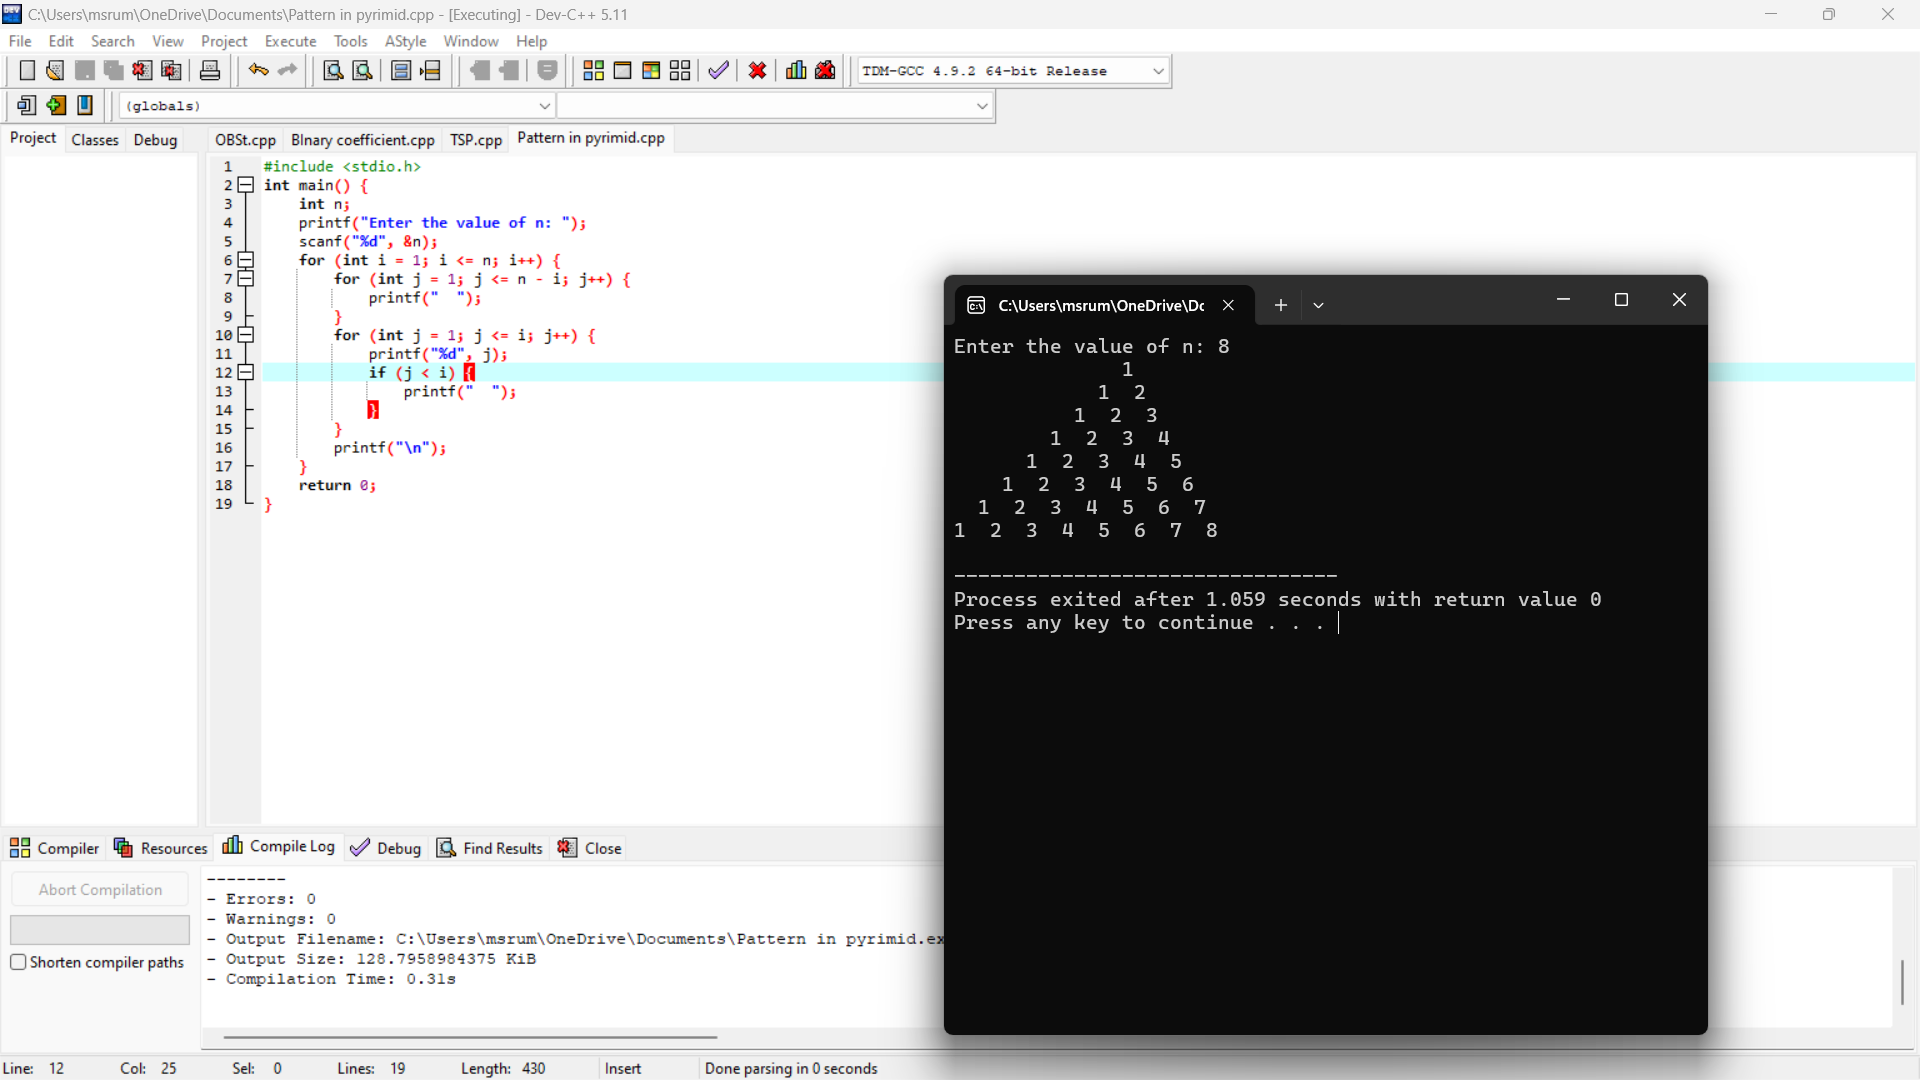 C:\Users\msrum\OneDrive\Documents\Pattern in pyrimid.cpp - [Executing] - Dev-C++ 5.11
File Edit Search View Project Execute Tools AStyle Window Help
TDM-GCC 4.9.2 64-bit Release
(globals)
Project Classes Debug
OBSt.cpp BInary coefficient.cpp TSP.cpp Pattern in pyrimid.cpp
1 #include <stdio.h>
2 int main() {
3     int n;
4     printf("Enter the value of n: ");
5     scanf("%d", &n);
6     for (int i = 1; i <= n; i++) {
7         for (int j = 1; j <= n - i; j++) {
8             printf("  ");
9         }
10         for (int j = 1; j <= i; j++) {
11             printf("%d", j);
12             if (j < i) {
13                 printf("  ");
14             }
15         }
16         printf("\n");
17     }
18     return 0;
19 }
C:\Users\msrum\OneDrive\Dc
Enter the value of n: 8
              1
            1  2
          1  2  3
        1  2  3  4
      1  2  3  4  5
    1  2  3  4  5  6
  1  2  3  4  5  6  7
1  2  3  4  5  6  7  8
--------------------------------
Process exited after 1.059 seconds with return value 0
Press any key to continue . . .
Compiler Resources Compile Log Debug Find Results Close
Abort Compilation
Shorten compiler paths
--------
- Errors: 0
- Warnings: 0
- Output Filename: C:\Users\msrum\OneDrive\Documents\Pattern in pyrimid.ex
- Output Size: 128.7958984375 KiB
- Compilation Time: 0.31s
Line: 12 Col: 25 Sel: 0 Lines: 19 Length: 430 Insert Done parsing in 0 seconds